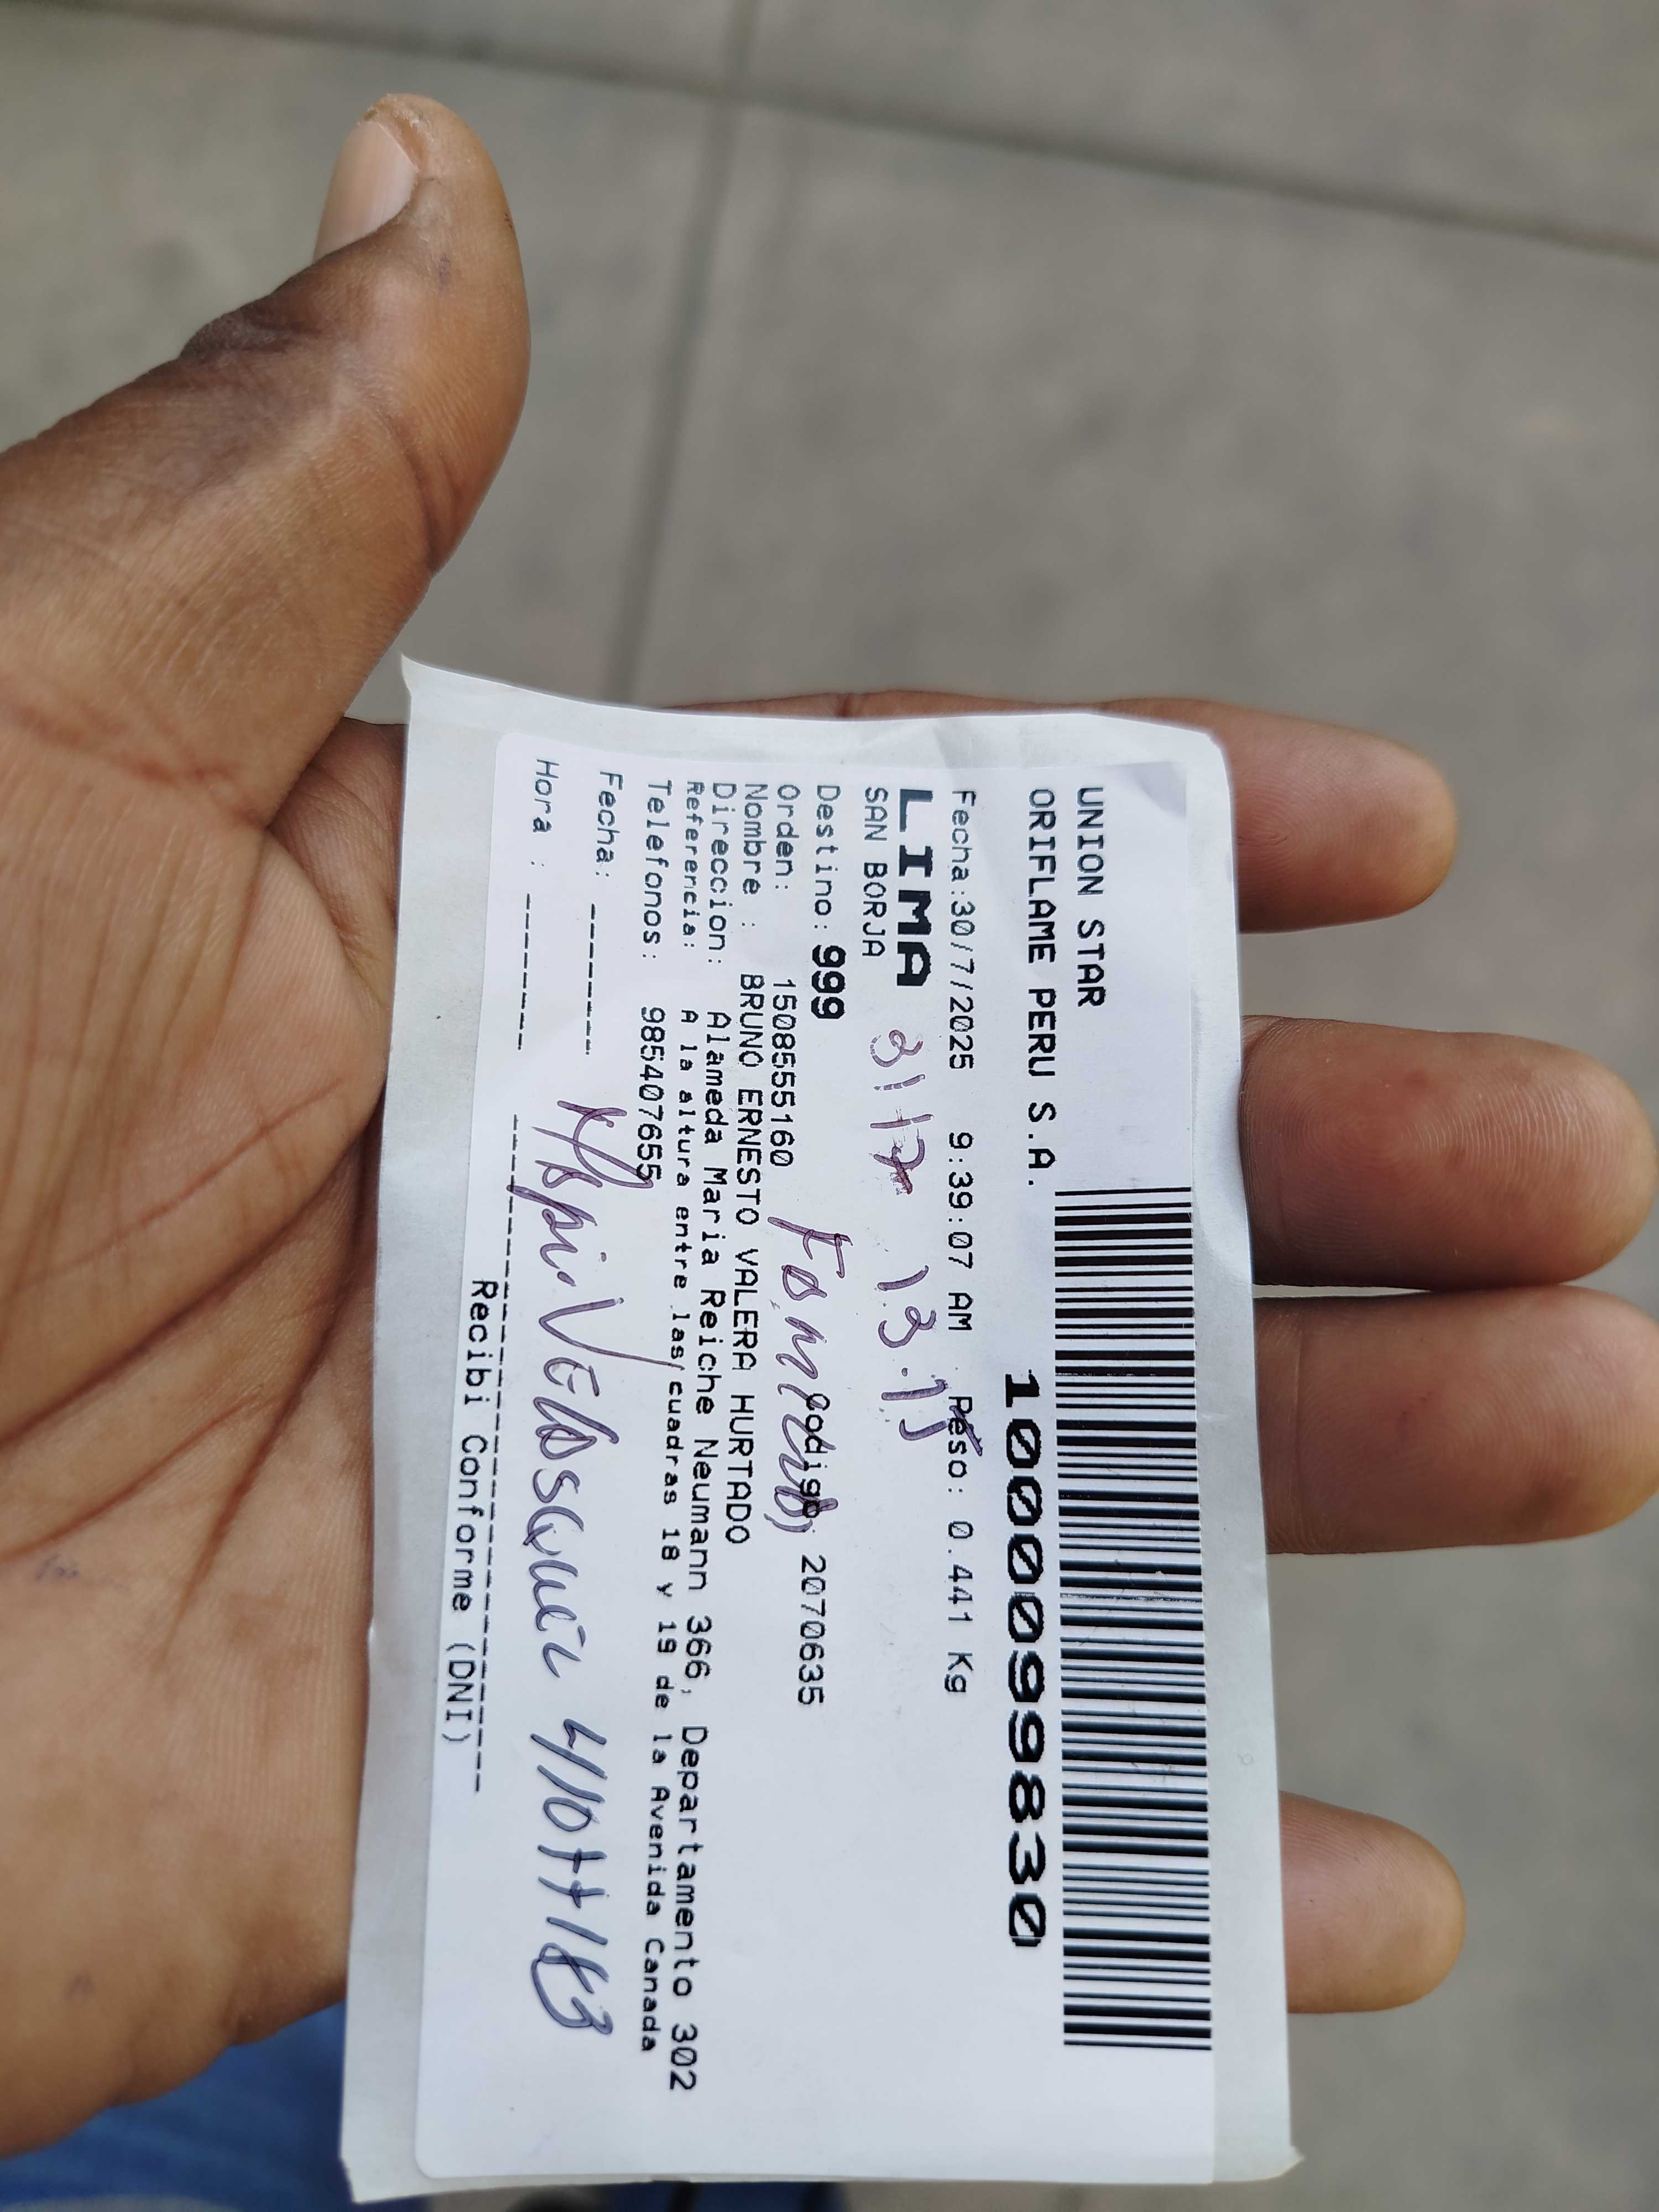 UNION STAR
ORIFLAME PERU S.A.
1000099830
Fecha:30/7/2025 9:39:07 AM Peso: 0.441 Kg
LIMA
31/7 13.15
SAN BORJA
Destino: 999 Codigo: 2070635
Orden: 1508555160
Nombre : BRUNO ERNESTO VALERA HURTADO
Direccion: Alameda Maria Reiche Neumann 366, Departamento 302
Referencia: A la altura entre las cuadras 18 y 19 de la Avenida Canada
Telefonos: 985407655
Fecha: ------
Hora : ------
Recibi Conforme (DNI)